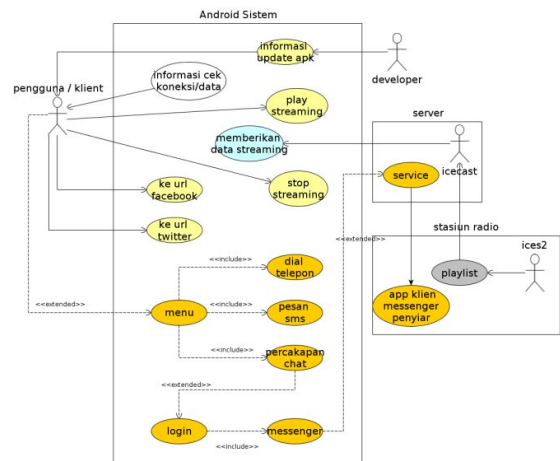 Android Sistem
informasi
update apk
developer
pengguna / klient
informasi cek
koneksi/data
play
streaming
server
memberikan
data streaming
icecast
service
stop
streaming
ke url
facebook
ke url
twitter
<<extended>>
stasiun radio
ices2
playlist
<<include>>
dial
telepon
<<extended>>
menu
<<include>>
pesan
sms
app klien
messenger
penyiar
<<include>>
percakapan
chat
<<extended>>
login
<<include>>
messenger